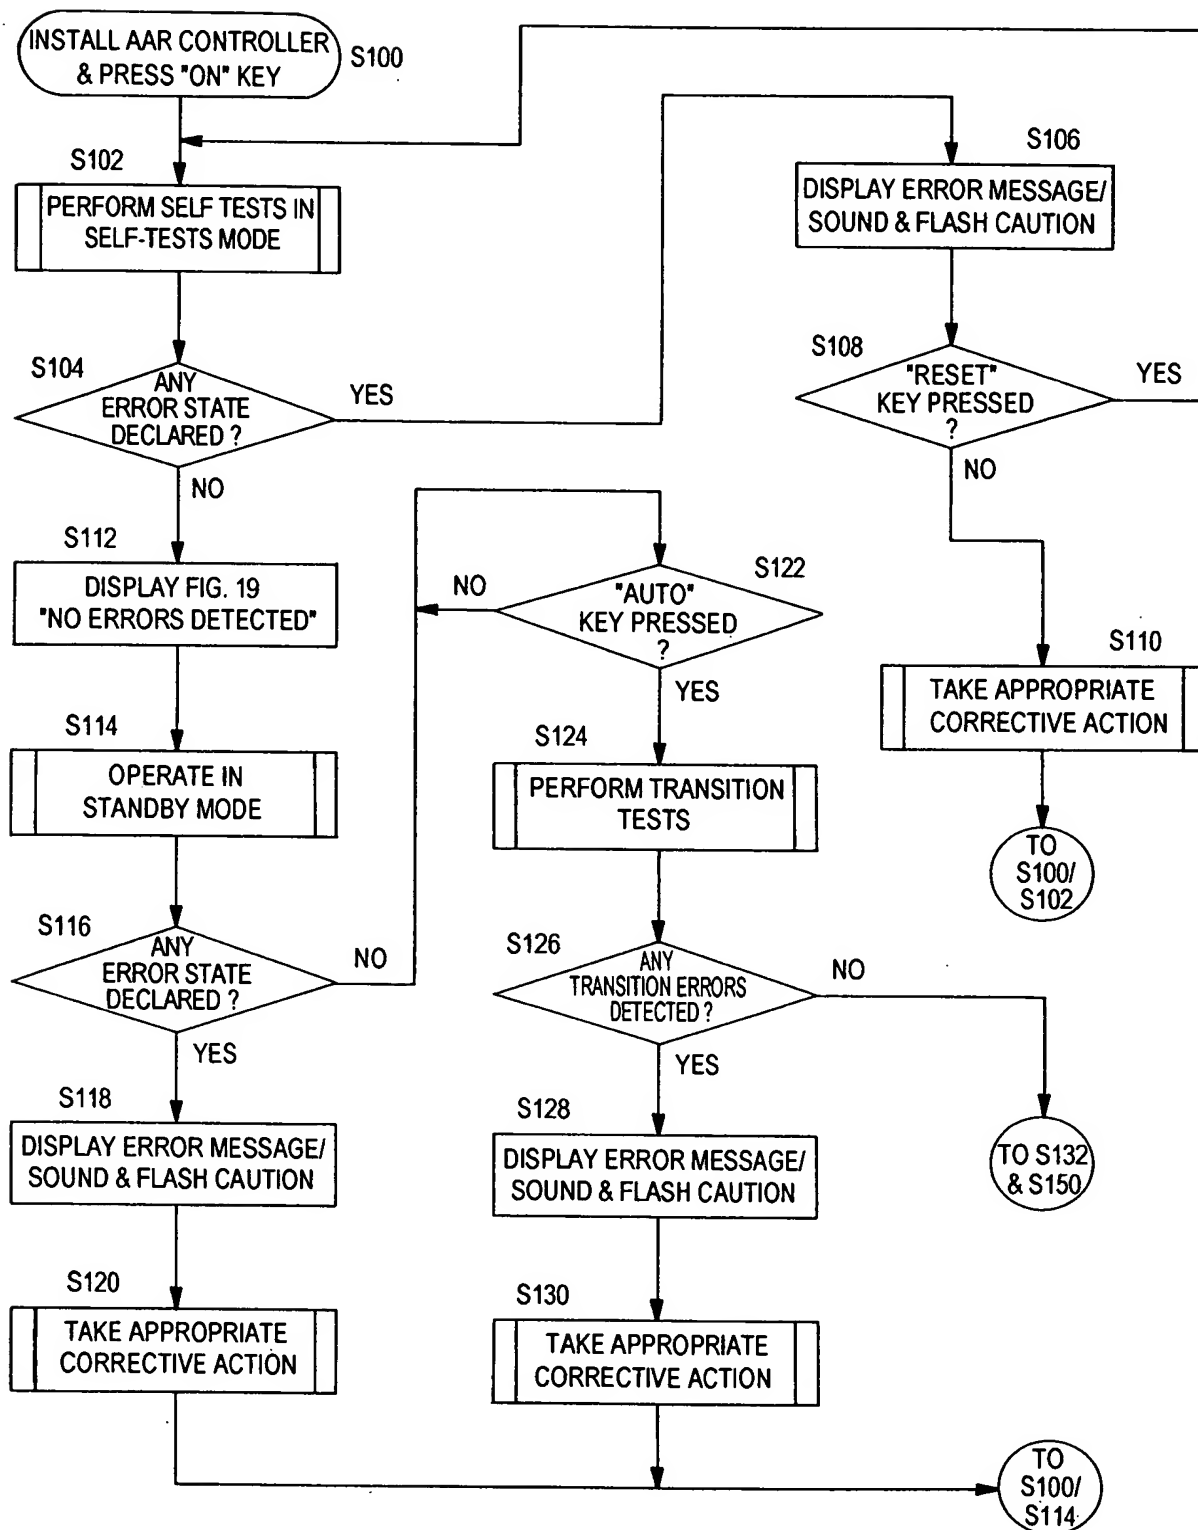 INSTALL AAR CONTROLLER
& PRESS "ON" KEY
S100
S102
PERFORM SELF TESTS IN
SELF-TESTS MODE
S104
ANY
ERROR STATE
DECLARED ?
YES
NO
S106
DISPLAY ERROR MESSAGE/
SOUND & FLASH CAUTION
S108
"RESET"
KEY PRESSED
?
YES
NO
S110
TAKE APPROPRIATE
CORRECTIVE ACTION
TO
S100/
S102
S112
DISPLAY FIG. 19
"NO ERRORS DETECTED"
S114
OPERATE IN
STANDBY MODE
S116
ANY
ERROR STATE
DECLARED ?
NO
YES
S118
DISPLAY ERROR MESSAGE/
SOUND & FLASH CAUTION
S120
TAKE APPROPRIATE
CORRECTIVE ACTION
S122
NO
"AUTO"
KEY PRESSED
?
YES
S124
PERFORM TRANSITION
TESTS
S126
ANY
TRANSITION ERRORS
DETECTED ?
NO
YES
TO S132
& S150
S128
DISPLAY ERROR MESSAGE/
SOUND & FLASH CAUTION
S130
TAKE APPROPRIATE
CORRECTIVE ACTION
TO
S100/
S114